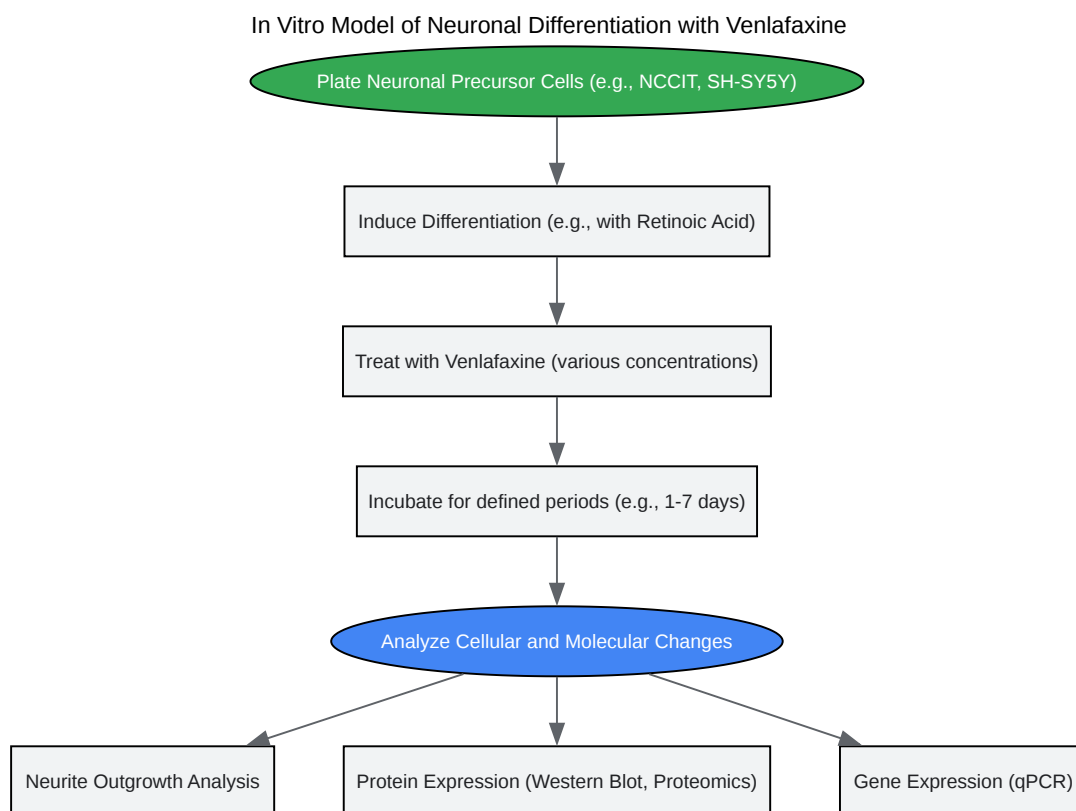 In Vitro Model of Neuronal Differentiation with Venlafaxine
Plate Neuronal Precursor Cells (e.g., NCCIT, SH-SY5Y)
Induce Differentiation (e.g., with Retinoic Acid)
Treat with Venlafaxine (various concentrations)
Incubate for defined periods (e.g., 1-7 days)
Analyze Cellular and Molecular Changes
Neurite Outgrowth Analysis
Protein Expression (Western Blot, Proteomics)
Gene Expression (qPCR)